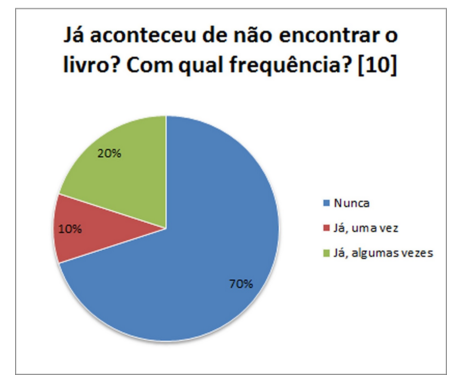 Já aconteceu de não encontrar o
livro? Com qual frequência? [10]
20%
10%
70%
Nunca
Já, uma vez
Já, algumas vezes